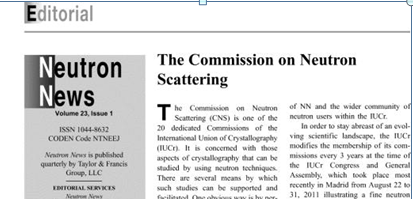 Editorial
Neutron
News
Volume 23, Issue 1
ISSN 1044-8632
CODEN Code NTNEEJ
Neutron News is published
quarterly by Taylor & Francis
Group, LLC
EDITORIAL SERVICES
Neutron News
The Commission on Neutron
Scattering
The Commission on Neutron
Scattering (CNS) is one of the
20 dedicated Commissions of the
International Union of Crystallography
(IUCr). It is concerned with those
aspects of crystallography that can be
studied by using neutron techniques.
There are several means by which
such studies can be supported and
facilitated. One obvious way is by
of NN and the wider community of
neutron users within the IUCr.
In order to stay abreast of an evol-
ving scientific landscape, the IUCr
modifies the membership of its com-
missions every 3 years at the time of
the IUCr Congress and General
Assembly, which took place most
recently in Madrid from August 22 to
31, 2011 illustrating a fine neutron